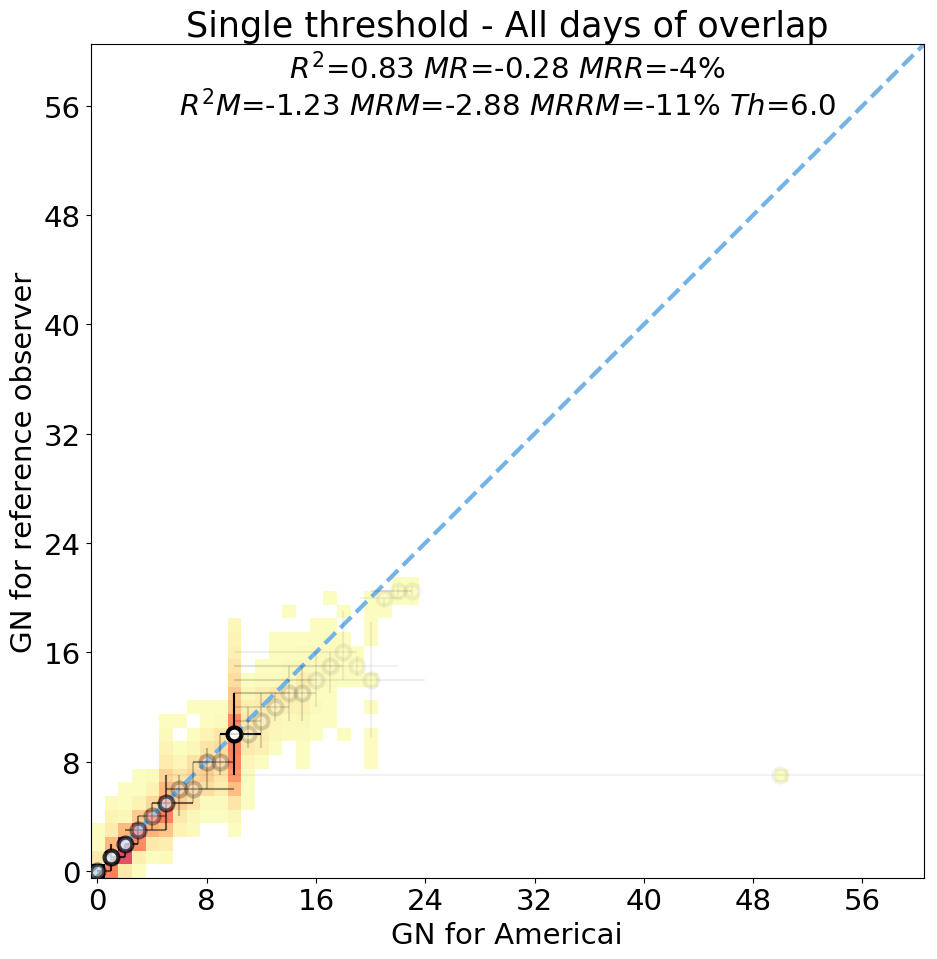 Single threshold - All days of overlap
R²=0.83 MR=-0.28 MRR=-4%
R²M=-1.23 MRM=-2.88 MRRM=-11% Th=6.0
56
48
40
32
24
16
8
0
GN for reference observer
0 8 16 24 32 40 48 56
GN for Americai